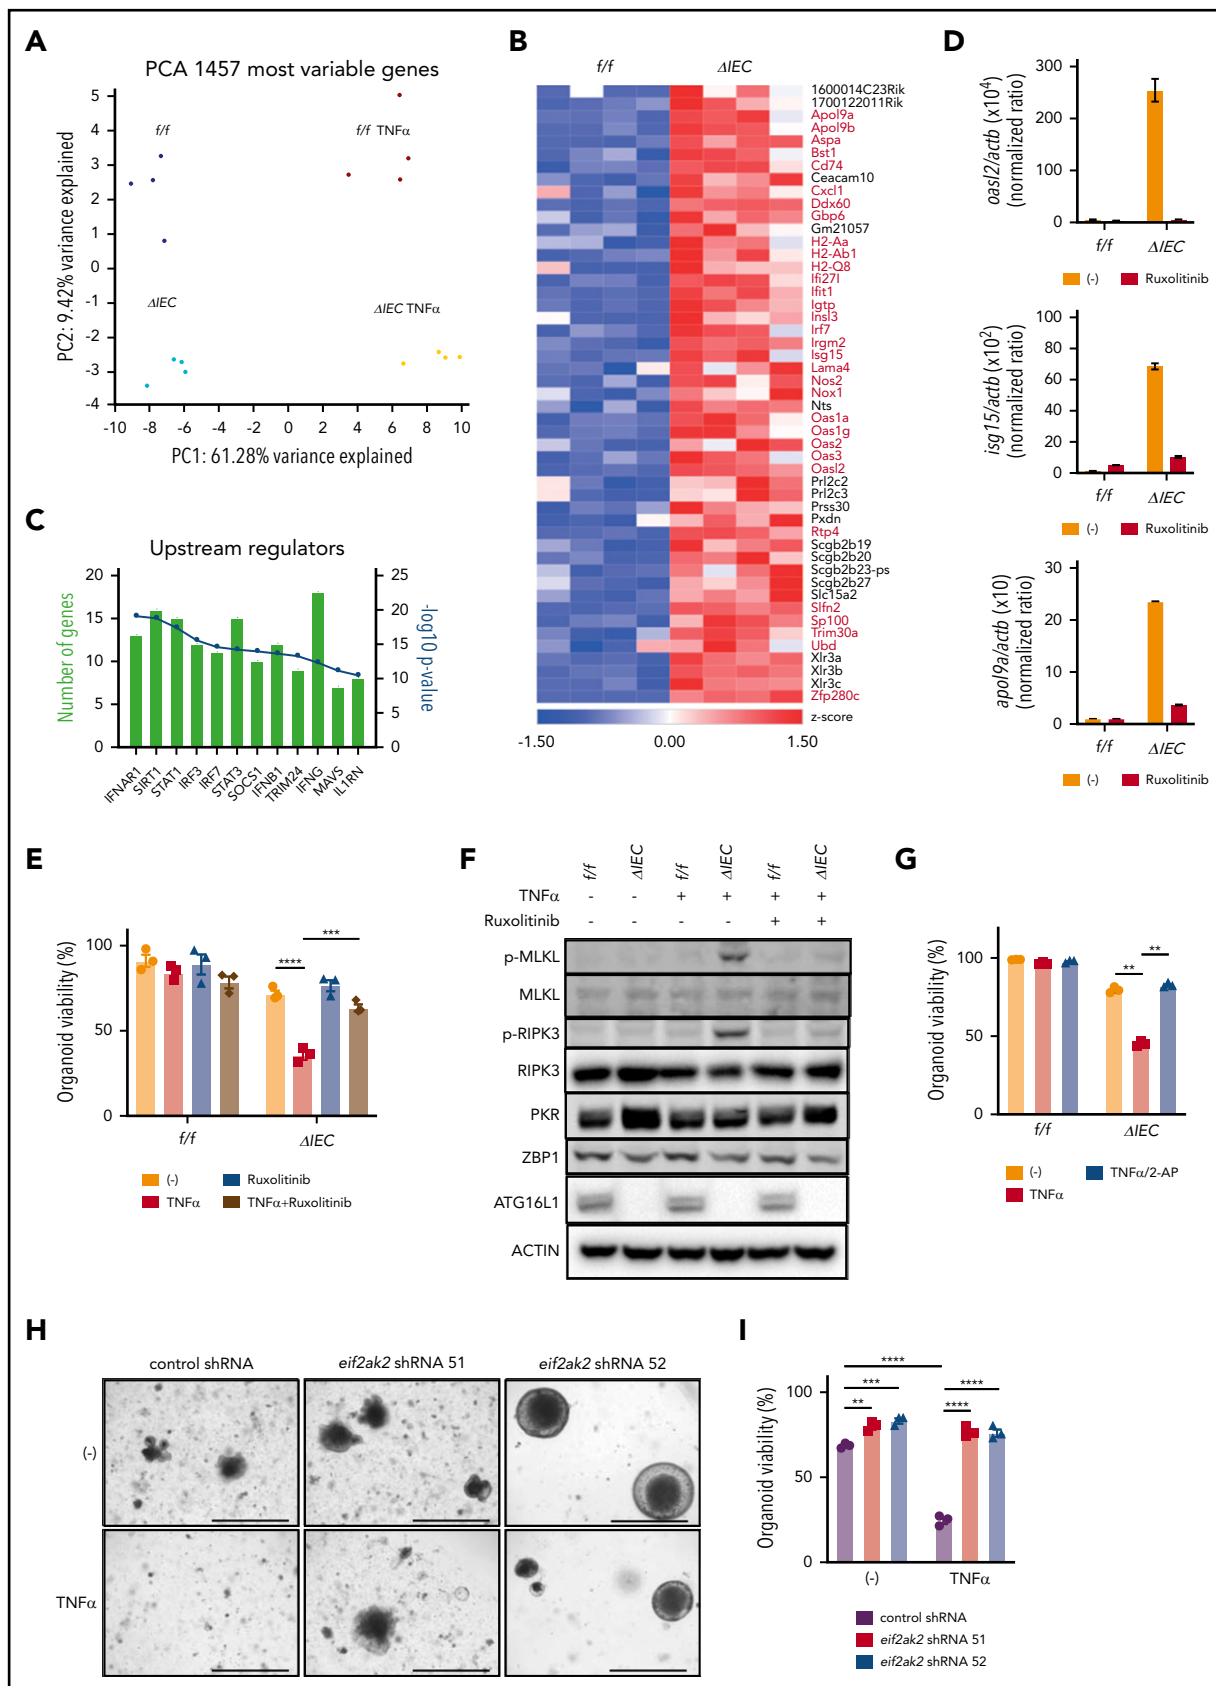 A
PCA 1457 most variable genes
f/f
f/f TNFα
ΔIEC
ΔIEC TNFα
PC2: 9.42% variance explained
5
4
3
2
1
0
-1
-2
-3
-4
-10 -8 -6 -4 -2 0 2 4 6 8 10
PC1: 61.28% variance explained
B
f/f ΔIEC
1600014C23Rik
1700122O11Rik
Apol9a
Apol9b
Aspa
Bst1
Cd74
Ceacam10
Cxcl1
Ddx60
Gbp6
Gm21057
H2-Aa
H2-Ab1
H2-Q8
Ifi27l
Ifit1
Igtp
Insl3
Irf7
Irgm2
Isg15
Lama4
Nos2
Nox1
Nts
Oas1a
Oas1g
Oas2
Oas3
Oasl2
Prl2c2
Prl2c3
Prss30
Pxdn
Rtp4
Scgb2b19
Scgb2b20
Scgb2b23-ps
Scgb2b27
Slc15a2
Slfn2
Sp100
Trim30a
Ubd
Xlr3a
Xlr3b
Xlr3c
Zfp280c
z-score
-1.50 0.00 1.50
C
Upstream regulators
Number of genes
20
15
10
5
0
25
20
15
10
5
0
-log10 p-value
IFNAR1
SIRT1
STAT1
IRF3
IRF7
STAT3
SOCS1
IFNB1
TRIM24
IFNG
MAVS
IL1RN
D
oasl2/actb (x10⁴)
(normalized ratio)
300
200
100
0
f/f ΔIEC
(-) Ruxolitinib
isg15/actb (x10²)
(normalized ratio)
100
80
60
40
20
0
f/f ΔIEC
(-) Ruxolitinib
apol9a/actb (x10)
(normalized ratio)
30
20
10
0
f/f ΔIEC
(-) Ruxolitinib
E
Organoid viability (%)
100
50
0
**** ***
f/f ΔIEC
(-) Ruxolitinib
TNFα TNFα+Ruxolitinib
F
f/f ΔIEC f/f ΔIEC f/f ΔIEC
TNFα - - + + + +
Ruxolitinib - - - - + +
p-MLKL
MLKL
p-RIPK3
RIPK3
PKR
ZBP1
ATG16L1
ACTIN
G
Organoid viability (%)
100
50
0
** **
f/f ΔIEC
(-) TNFα/2-AP
TNFα
H
control shRNA eif2ak2 shRNA 51 eif2ak2 shRNA 52
(-)
TNFα
I
Organoid viability (%)
100
50
0
****
*** ****
** ****
(-) TNFα
control shRNA
eif2ak2 shRNA 51
eif2ak2 shRNA 52